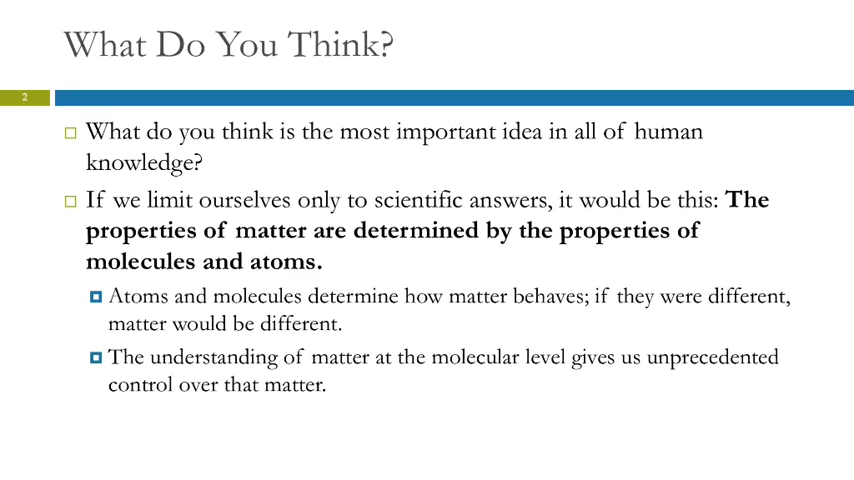 What Do You Think?
2
What do you think is the most important idea in all of human
knowledge?
If we limit ourselves only to scientific answers, it would be this: The
properties of matter are determined by the properties of
molecules and atoms.
Atoms and molecules determine how matter behaves; if they were different,
matter would be different.
The understanding of matter at the molecular level gives us unprecedented
control over that matter.